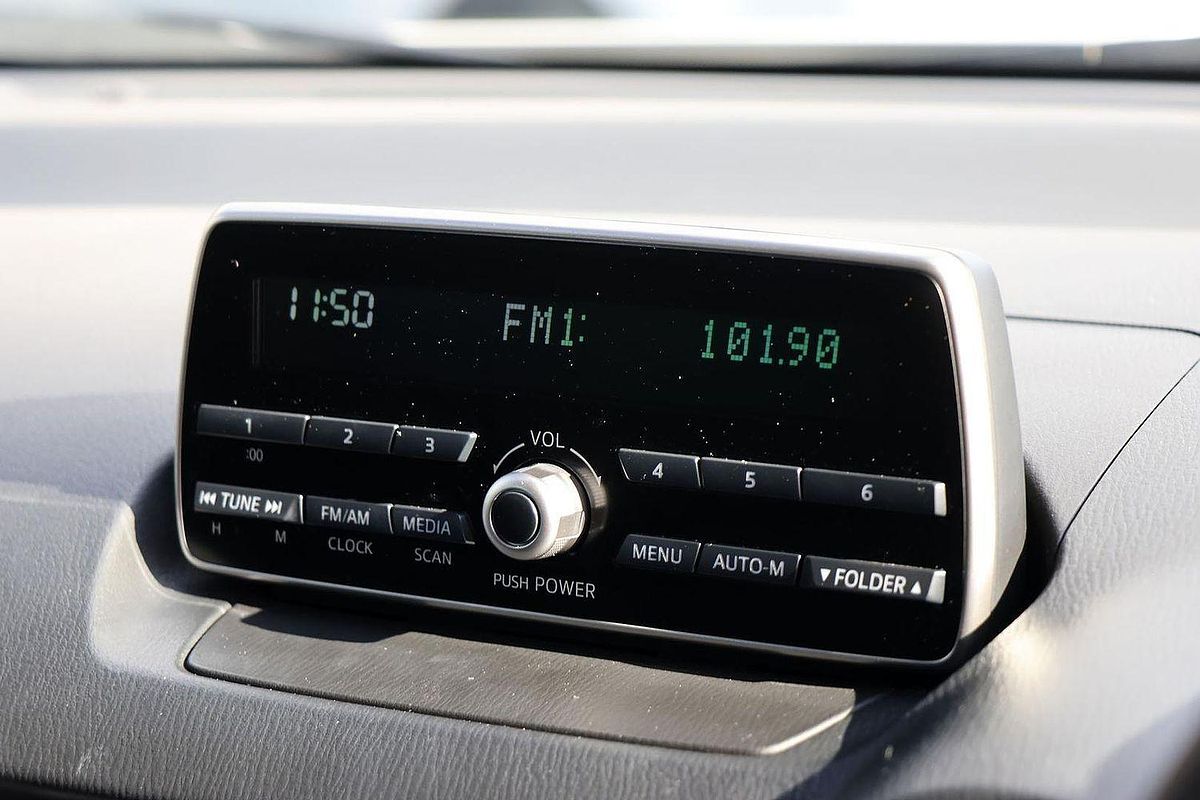 11:50 FM1: 101.90
VOL
1 2 3 4 5 6
:00
⏮ TUNE ⏭ FM/AM MEDIA MENU AUTO-M ▼FOLDER▲
H M CLOCK SCAN
PUSH POWER